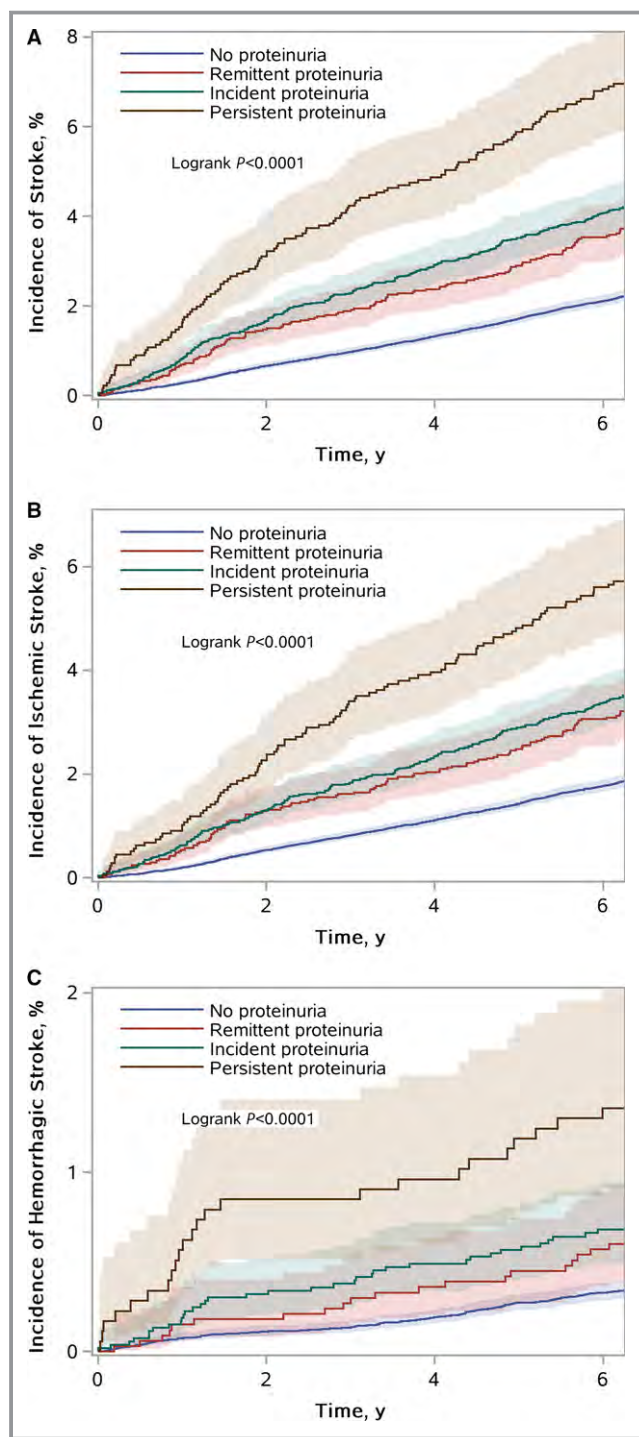 A
Incidence of Stroke, %
8
6
4
2
0
No proteinuria
Remittent proteinuria
Incident proteinuria
Persistent proteinuria
Logrank P<0.0001
0 2 4 6
Time, y
B
Incidence of Ischemic Stroke, %
6
4
2
0
No proteinuria
Remittent proteinuria
Incident proteinuria
Persistent proteinuria
Logrank P<0.0001
0 2 4 6
Time, y
C
Incidence of Hemorrhagic Stroke, %
2
1
0
No proteinuria
Remittent proteinuria
Incident proteinuria
Persistent proteinuria
Logrank P<0.0001
0 2 4 6
Time, y